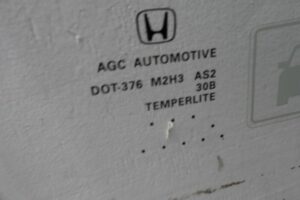 AGC AUTOMOTIVE
DOT-376 M2H3 AS2
30B
TEMPERLITE